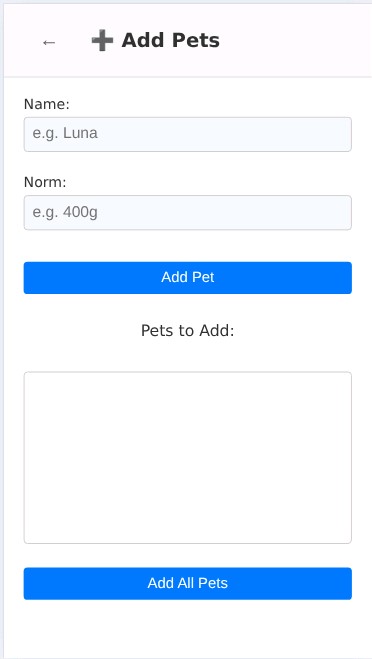 ← ➕ Add Pets
Name:
e.g. Luna
Norm:
e.g. 400g
Add Pet
Pets to Add:
Add All Pets